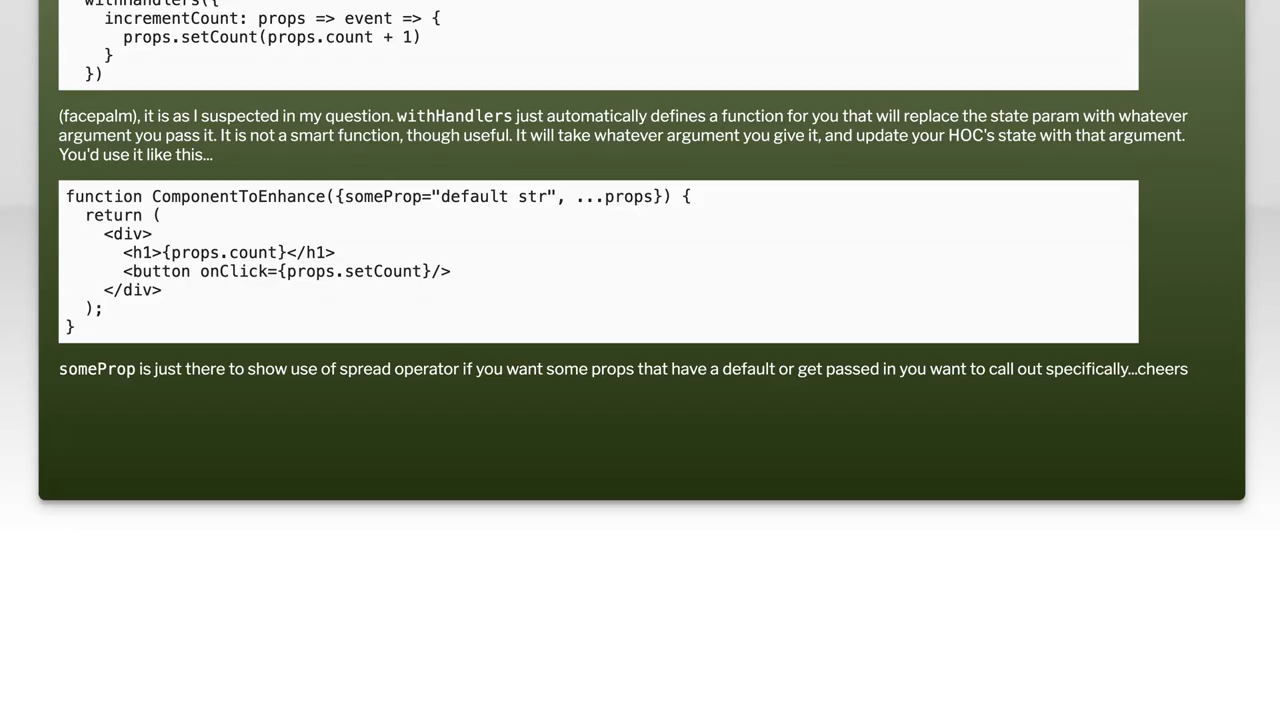 withHandlers({
incrementCount: props => event => {
props.setCount(props.count + 1)
}
})
(facepalm), it is as I suspected in my question. withHandlers just automatically defines a function for you that will replace the state param with whatever
argument you pass it. It is not a smart function, though useful. It will take whatever argument you give it, and update your HOC's state with that argument.
You'd use it like this...
function ComponentToEnhance({someProp="default str", ...props}) {
return (
<div>
<h1>{props.count}</h1>
<button onClick={props.setCount}/>
</div>
);
}
someProp is just there to show use of spread operator if you want some props that have a default or get passed in you want to call out specifically...cheers